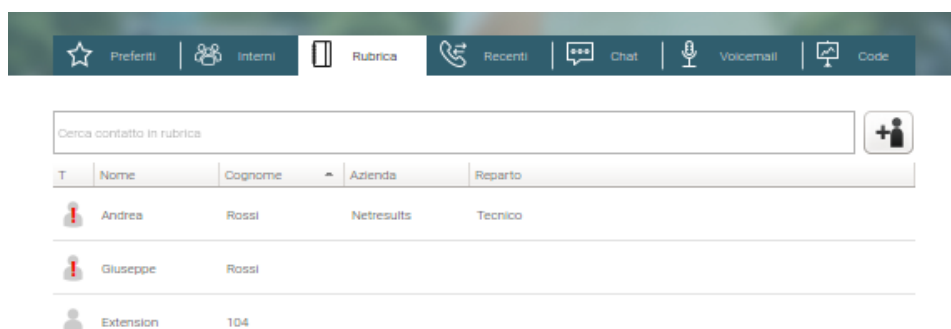 Preferiti Interni Rubrica Recenti Chat Voicemail Code
Cerca contatto in rubrica
T Nome Cognome Azienda Reparto
Andrea Rossi Netresults Tecnico
Giuseppe Rossi
Extension 104